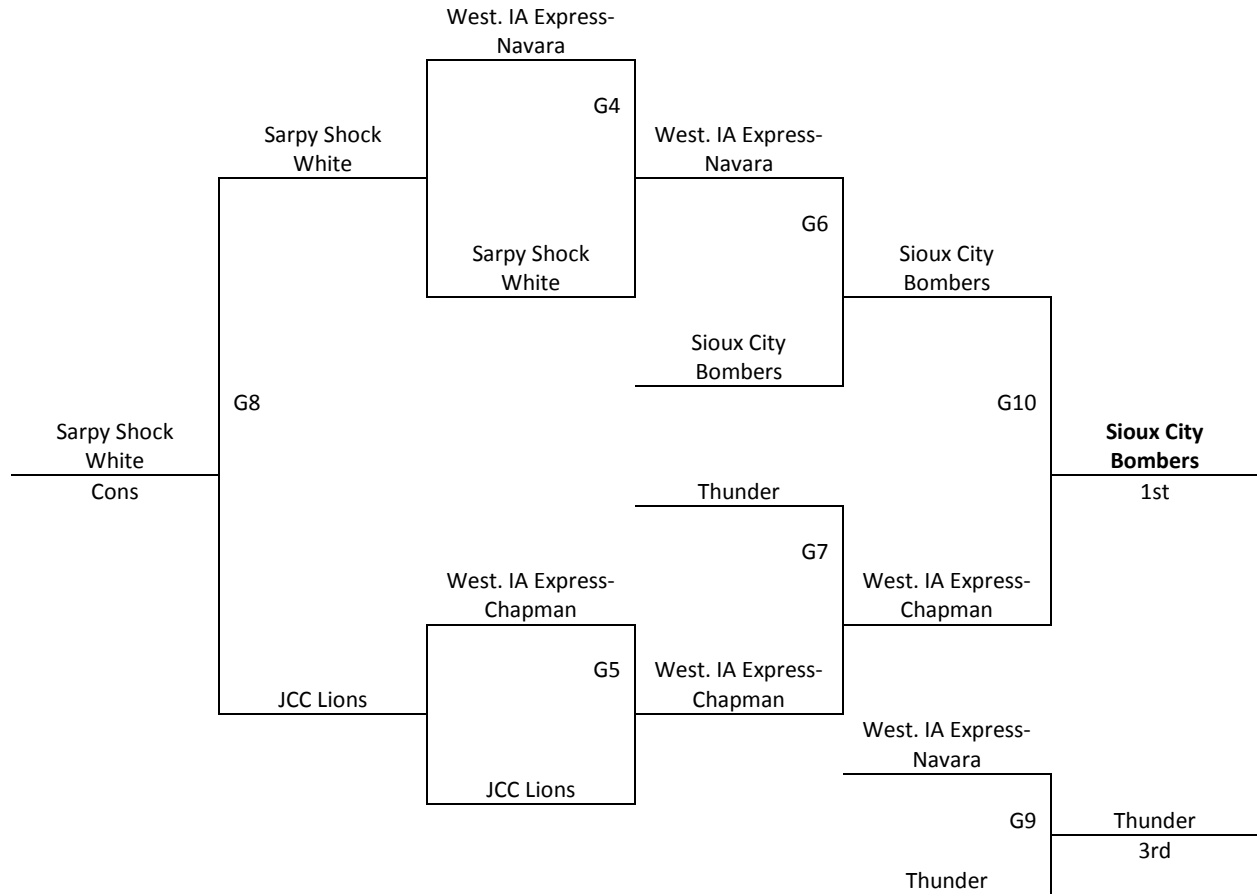 West. IA Express-
Navara
G4
Sarpy Shock
White
West. IA Express-
Navara
G6
Sarpy Shock
White
Sioux City
Bombers
Sioux City
Bombers
G8
G10
Sarpy Shock
White
Cons
Sioux City
Bombers
1st
Thunder
G7
West. IA Express-
Chapman
West. IA Express-
Chapman
G5
West. IA Express-
Chapman
JCC Lions
West. IA Express-
Navara
JCC Lions
G9
Thunder
3rd
Thunder